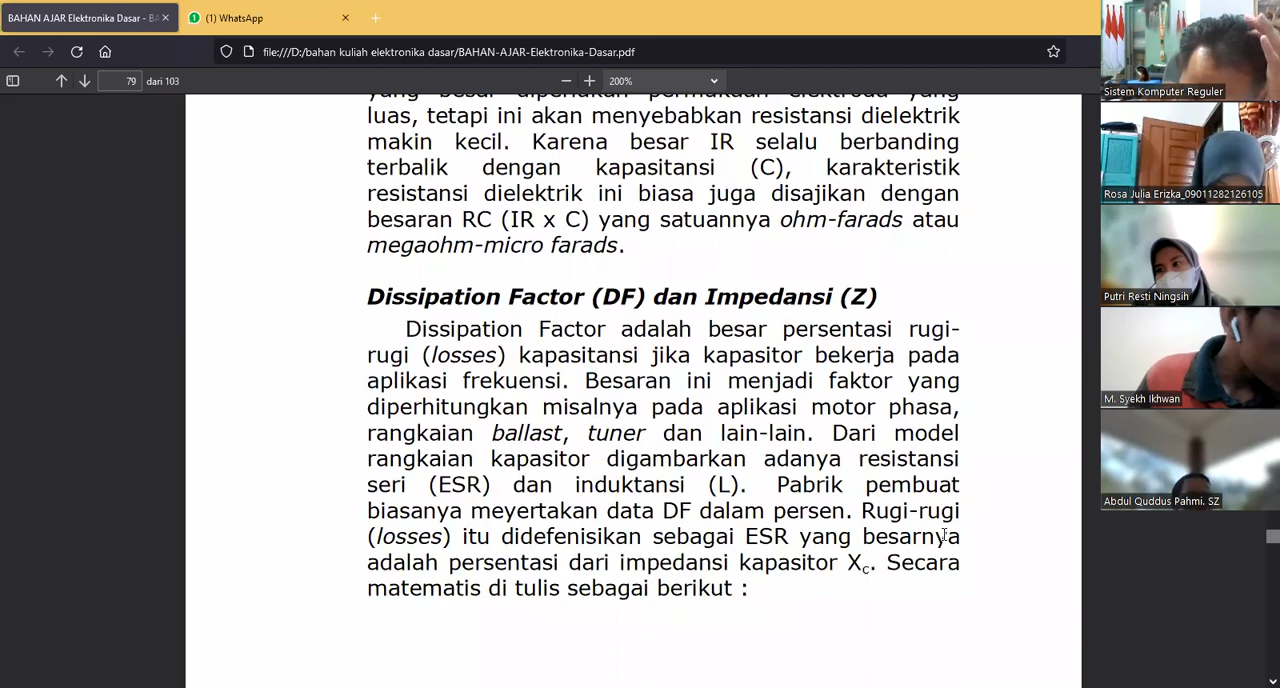 BAHAN AJAR Elektronika Dasar - BA
(1) WhatsApp
file:///D:/bahan kuliah elektronika dasar/BAHAN-AJAR-Elektronika-Dasar.pdf
79 dari 103
200%
yang besar diperlukan permukaan elektroda yang
luas, tetapi ini akan menyebabkan resistansi dielektrik
makin kecil. Karena besar IR selalu berbanding
terbalik dengan kapasitansi (C), karakteristik
resistansi dielektrik ini biasa juga disajikan dengan
besaran RC (IR x C) yang satuannya ohm-farads atau
megaohm-micro farads.
Dissipation Factor (DF) dan Impedansi (Z)
Dissipation Factor adalah besar persentasi rugi-
rugi (losses) kapasitansi jika kapasitor bekerja pada
aplikasi frekuensi. Besaran ini menjadi faktor yang
diperhitungkan misalnya pada aplikasi motor phasa,
rangkaian ballast, tuner dan lain-lain. Dari model
rangkaian kapasitor digambarkan adanya resistansi
seri (ESR) dan induktansi (L). Pabrik pembuat
biasanya meyertakan data DF dalam persen. Rugi-rugi
(losses) itu didefenisikan sebagai ESR yang besarnya
adalah persentasi dari impedansi kapasitor Xc. Secara
matematis di tulis sebagai berikut :
Sistem Komputer Reguler
Rosa Julia Erizka_09011282126105
Putri Resti Ningsih
M. Syekh Ikhwan
Abdul Quddus Pahmi. SZ